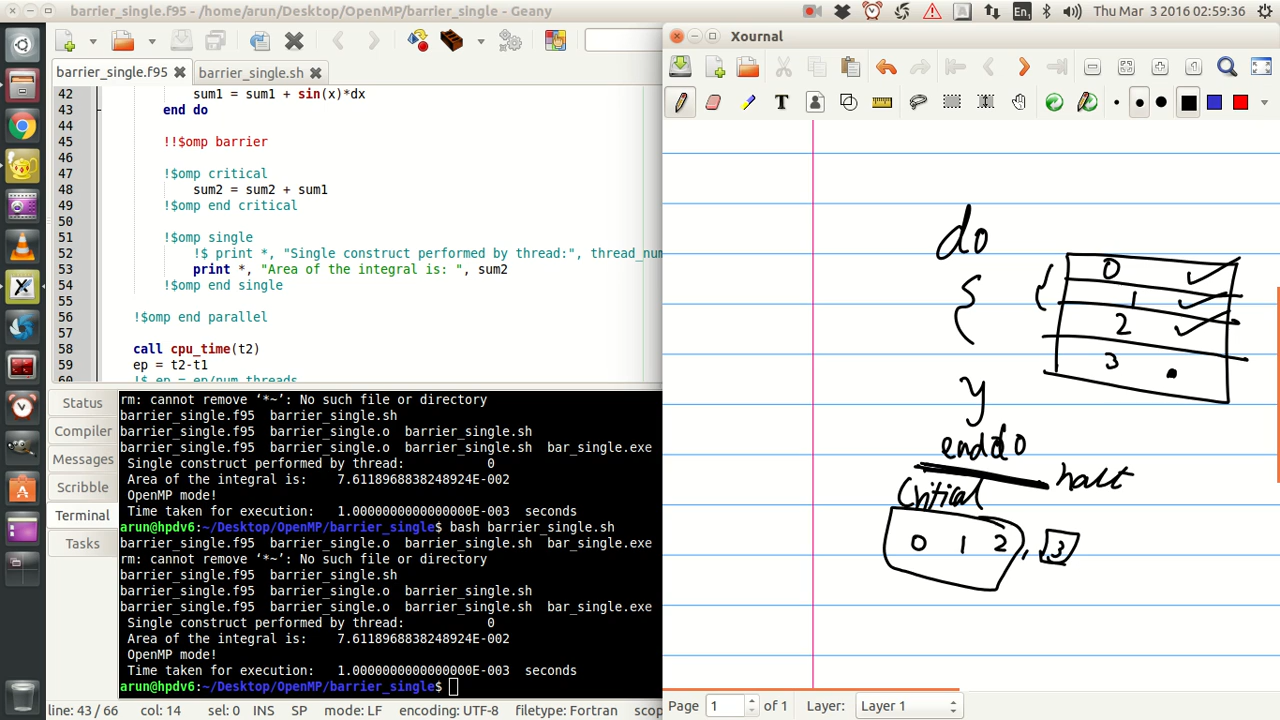 barrier_single.f95 - /home/arun/Desktop/OpenMP/barrier_single - Geany
En1
Thu Mar 3 2016 02:59:36
barrier_single.f95
barrier_single.sh
42 sum1 = sum1 + sin(x)*dx
43 end do
44
45 !!$omp barrier
46
47 !$omp critical
48 sum2 = sum2 + sum1
49 !$omp end critical
50
51 !$omp single
52 !$ print *, "Single construct performed by thread:", thread_num
53 print *, "Area of the integral is: ", sum2
54 !$omp end single
55
56 !$omp end parallel
57
58 call cpu_time(t2)
59 ep = t2-t1
60 !$ ep = ep/num_threads
Status
Compiler
Messages
Scribble
Terminal
Tasks
rm: cannot remove ‘*~’: No such file or directory
barrier_single.f95 barrier_single.sh
barrier_single.f95 barrier_single.o barrier_single.sh
barrier_single.f95 barrier_single.o barrier_single.sh bar_single.exe
Single construct performed by thread: 0
Area of the integral is: 7.6118968838248924E-002
OpenMP mode!
Time taken for execution: 1.0000000000000000E-003 seconds
arun@hpdv6:~/Desktop/OpenMP/barrier_single$ bash barrier_single.sh
barrier_single.f95 barrier_single.o barrier_single.sh bar_single.exe
rm: cannot remove ‘*~’: No such file or directory
barrier_single.f95 barrier_single.sh
barrier_single.f95 barrier_single.o barrier_single.sh
barrier_single.f95 barrier_single.o barrier_single.sh bar_single.exe
Single construct performed by thread: 0
Area of the integral is: 7.6118968838248924E-002
OpenMP mode!
Time taken for execution: 1.0000000000000000E-003 seconds
arun@hpdv6:~/Desktop/OpenMP/barrier_single$
line: 43 / 66 col: 14 sel: 0 INS SP mode: LF encoding: UTF-8 filetype: Fortran scop
Xournal
T
do
0
1
2
3
y
end do
halt
Critical
0 1 2 , 3
Page 1 of 1 Layer: Layer 1